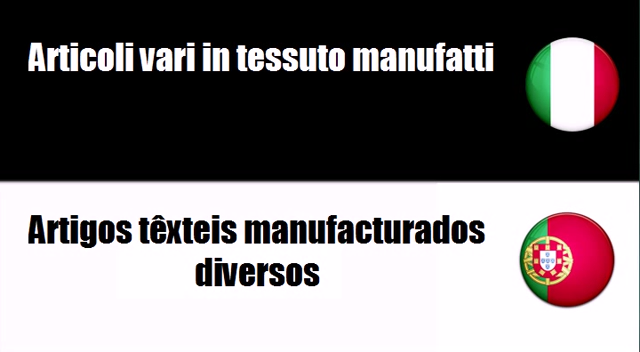 Articoli vari in tessuto manufatti
Artigos têxteis manufacturados
diversos